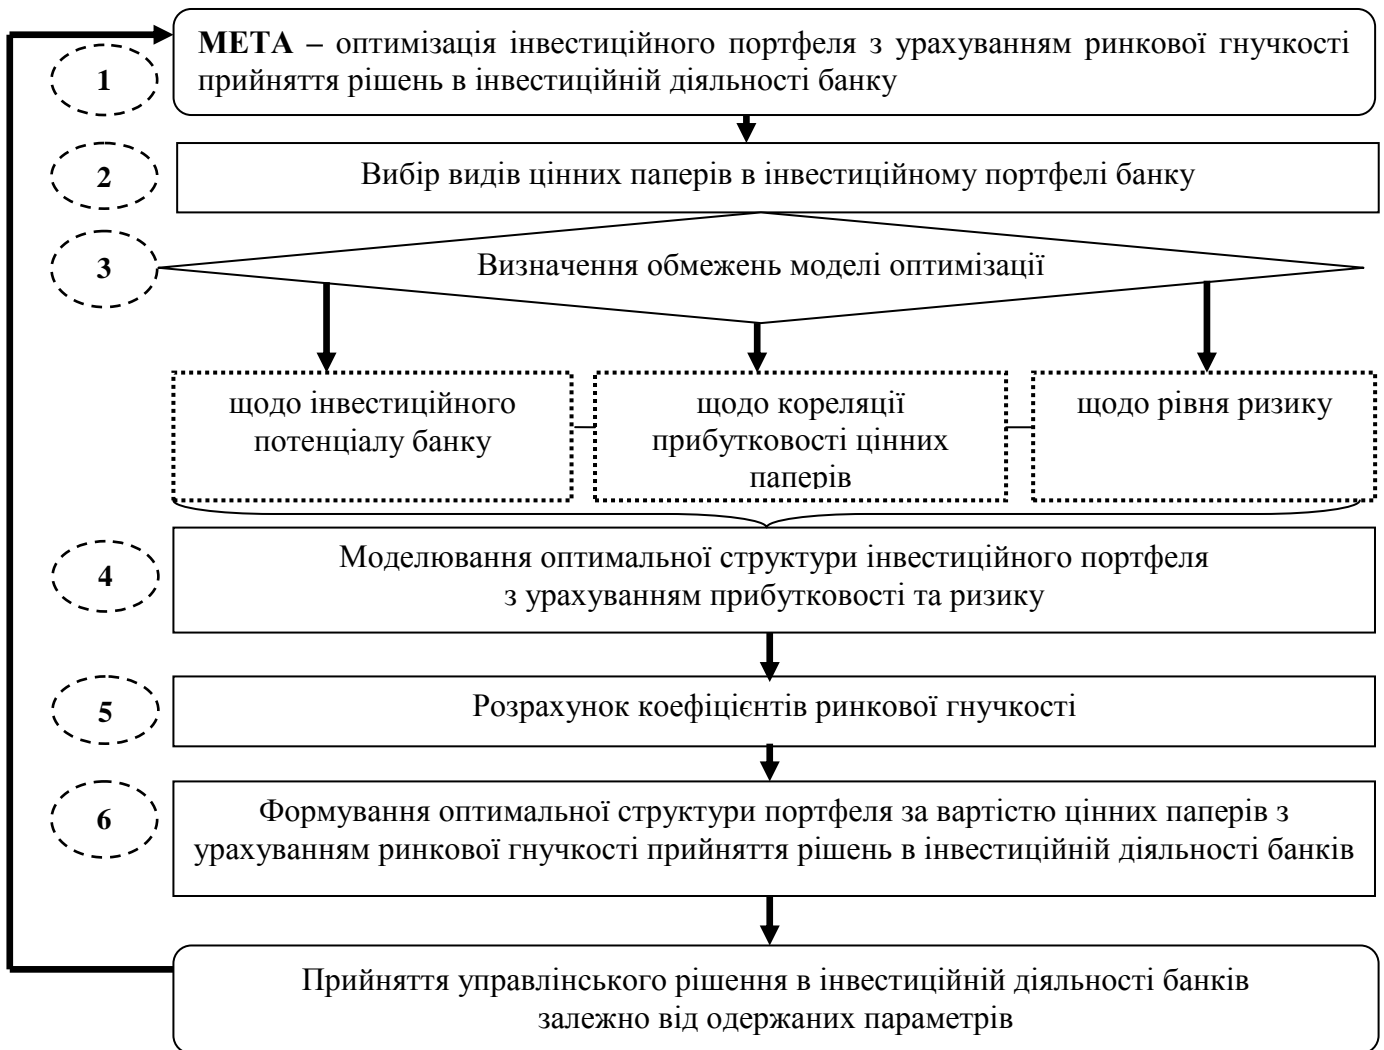 МЕТА – оптимізація інвестиційного портфеля з урахуванням ринкової гнучкості
прийняття рішень в інвестиційній діяльності банку
1
2
Вибір видів цінних паперів в інвестиційному портфелі банку
3
Визначення обмежень моделі оптимізації
щодо інвестиційного
потенціалу банку
щодо кореляції
прибутковості цінних
паперів
щодо рівня ризику
4
Моделювання оптимальної структури інвестиційного портфеля
з урахуванням прибутковості та ризику
5
Розрахунок коефіцієнтів ринкової гнучкості
6
Формування оптимальної структури портфеля за вартістю цінних паперів з
урахуванням ринкової гнучкості прийняття рішень в інвестиційній діяльності банків
Прийняття управлінського рішення в інвестиційній діяльності банків
залежно від одержаних параметрів